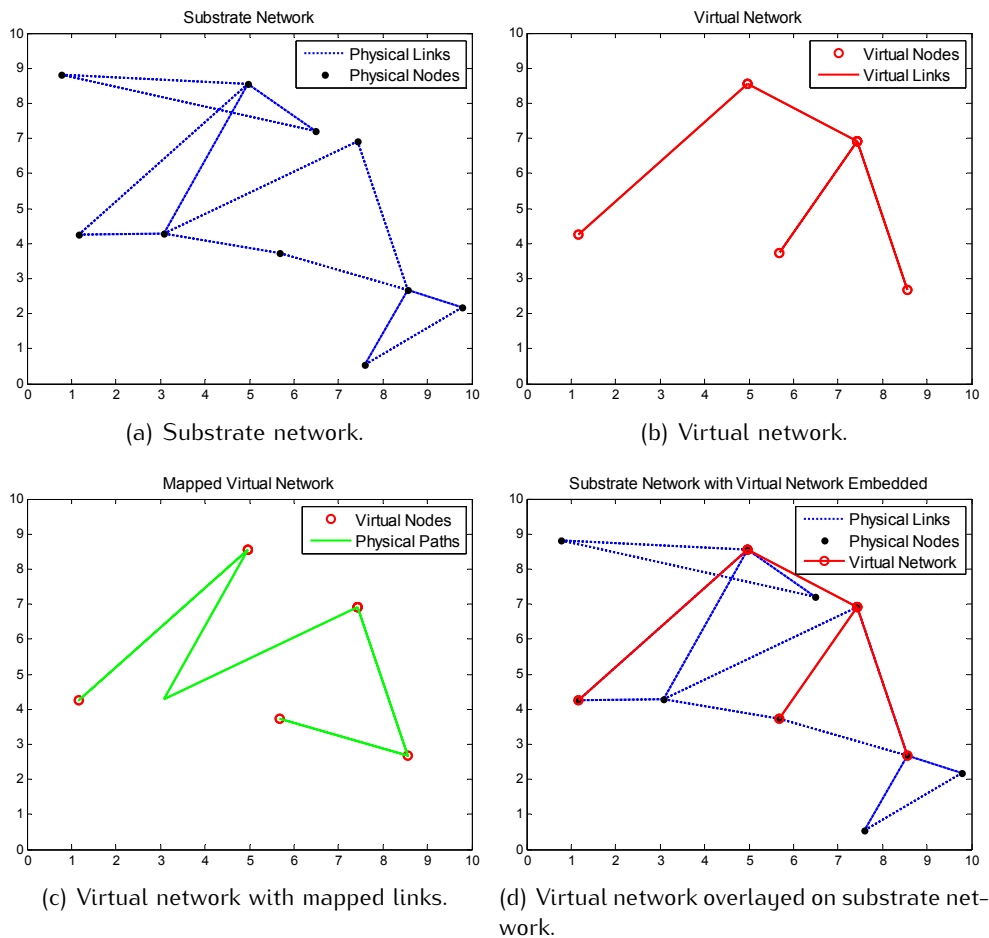 Substrate Network
10
9
8
7
6
5
4
3
2
1
0
0 1 2 3 4 5 6 7 8 9 10
Physical Links
Physical Nodes
(a) Substrate network.
Virtual Network
10
9
8
7
6
5
4
3
2
1
0
0 1 2 3 4 5 6 7 8 9 10
Virtual Nodes
Virtual Links
(b) Virtual network.
Mapped Virtual Network
10
9
8
7
6
5
4
3
2
1
0
0 1 2 3 4 5 6 7 8 9 10
Virtual Nodes
Physical Paths
(c) Virtual network with mapped links.
Substrate Network with Virtual Network Embedded
10
9
8
7
6
5
4
3
2
1
0
0 1 2 3 4 5 6 7 8 9 10
Physical Links
Physical Nodes
Virtual Network
(d) Virtual network overlayed on substrate net-
work.